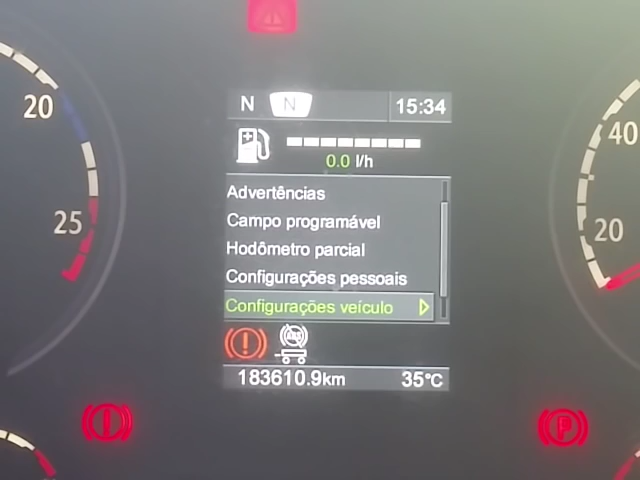 N N 15:34
20
40
0.0 l/h
Advertências
Campo programável
25
20
Hodômetro parcial
Configurações pessoais
Configurações veículo
ABS
183610.9km 35°C
P